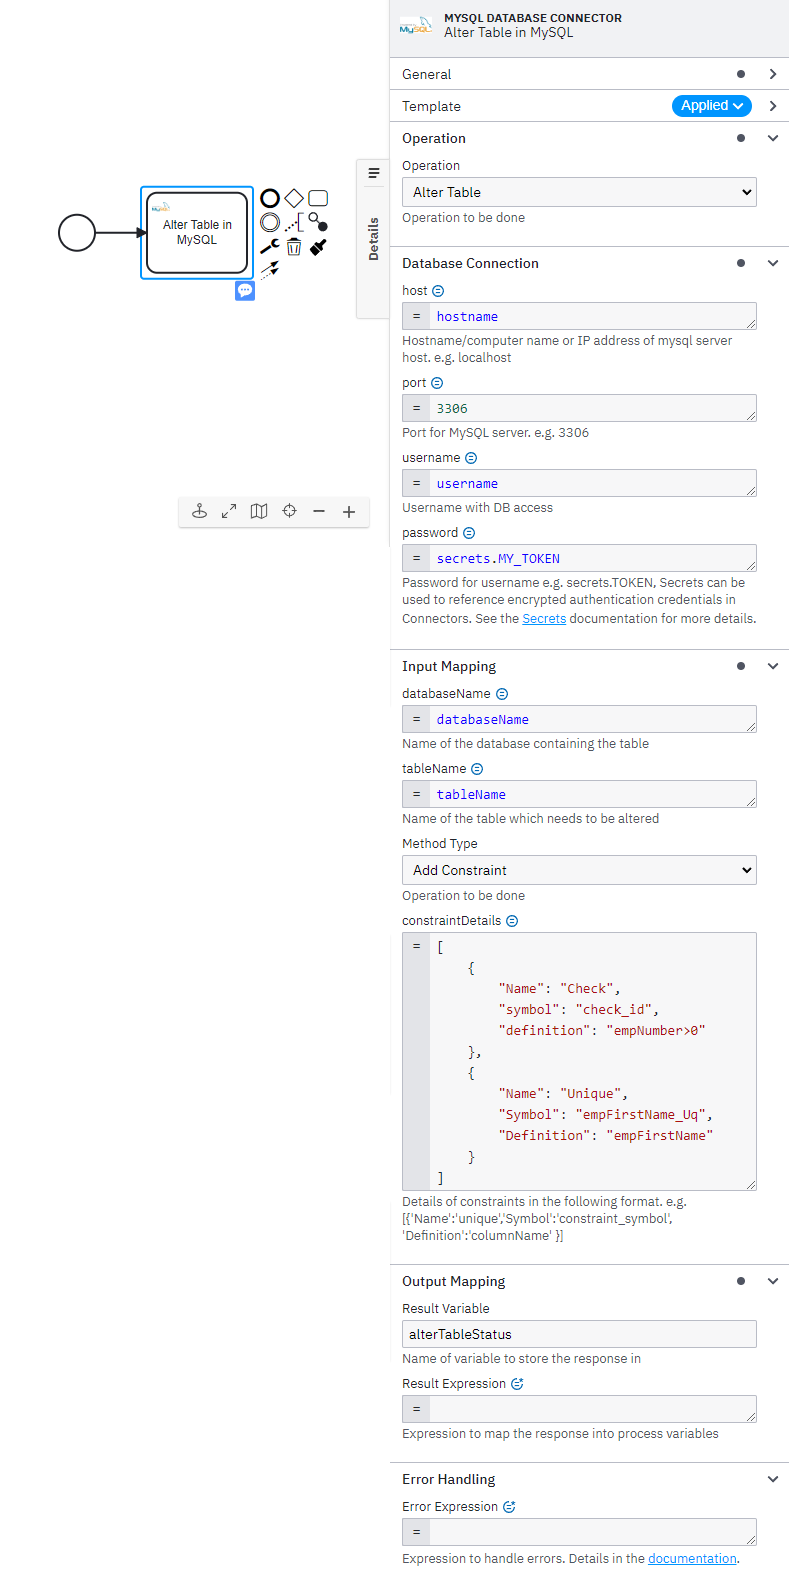 MySQL
MYSQL DATABASE CONNECTOR
Alter Table in MySQL
General
Template
Applied
Operation
Operation
Alter Table
Operation to be done
Alter Table in
MySQL
Details
Database Connection
host
= hostname
Hostname/computer name or IP address of mysql server
host. e.g. localhost
port
= 3306
Port for MySQL server. e.g. 3306
username
= username
Username with DB access
password
= secrets.MY_TOKEN
Password for username e.g. secrets.TOKEN, Secrets can be
used to reference encrypted authentication credentials in
Connectors. See the Secrets documentation for more details.
Input Mapping
databaseName
= databaseName
Name of the database containing the table
tableName
= tableName
Name of the table which needs to be altered
Method Type
Add Constraint
Operation to be done
constraintDetails
= [
{
"Name": "Check",
"symbol": "check_id",
"definition": "empNumber>0"
},
{
"Name": "Unique",
"Symbol": "empFirstName_Uq",
"Definition": "empFirstName"
}
]
Details of constraints in the following format. e.g.
[{'Name':'unique','Symbol':'constraint_symbol',
'Definition':'columnName' }]
Output Mapping
Result Variable
alterTableStatus
Name of variable to store the response in
Result Expression
=
Expression to map the response into process variables
Error Handling
Error Expression
=
Expression to handle errors. Details in the documentation.